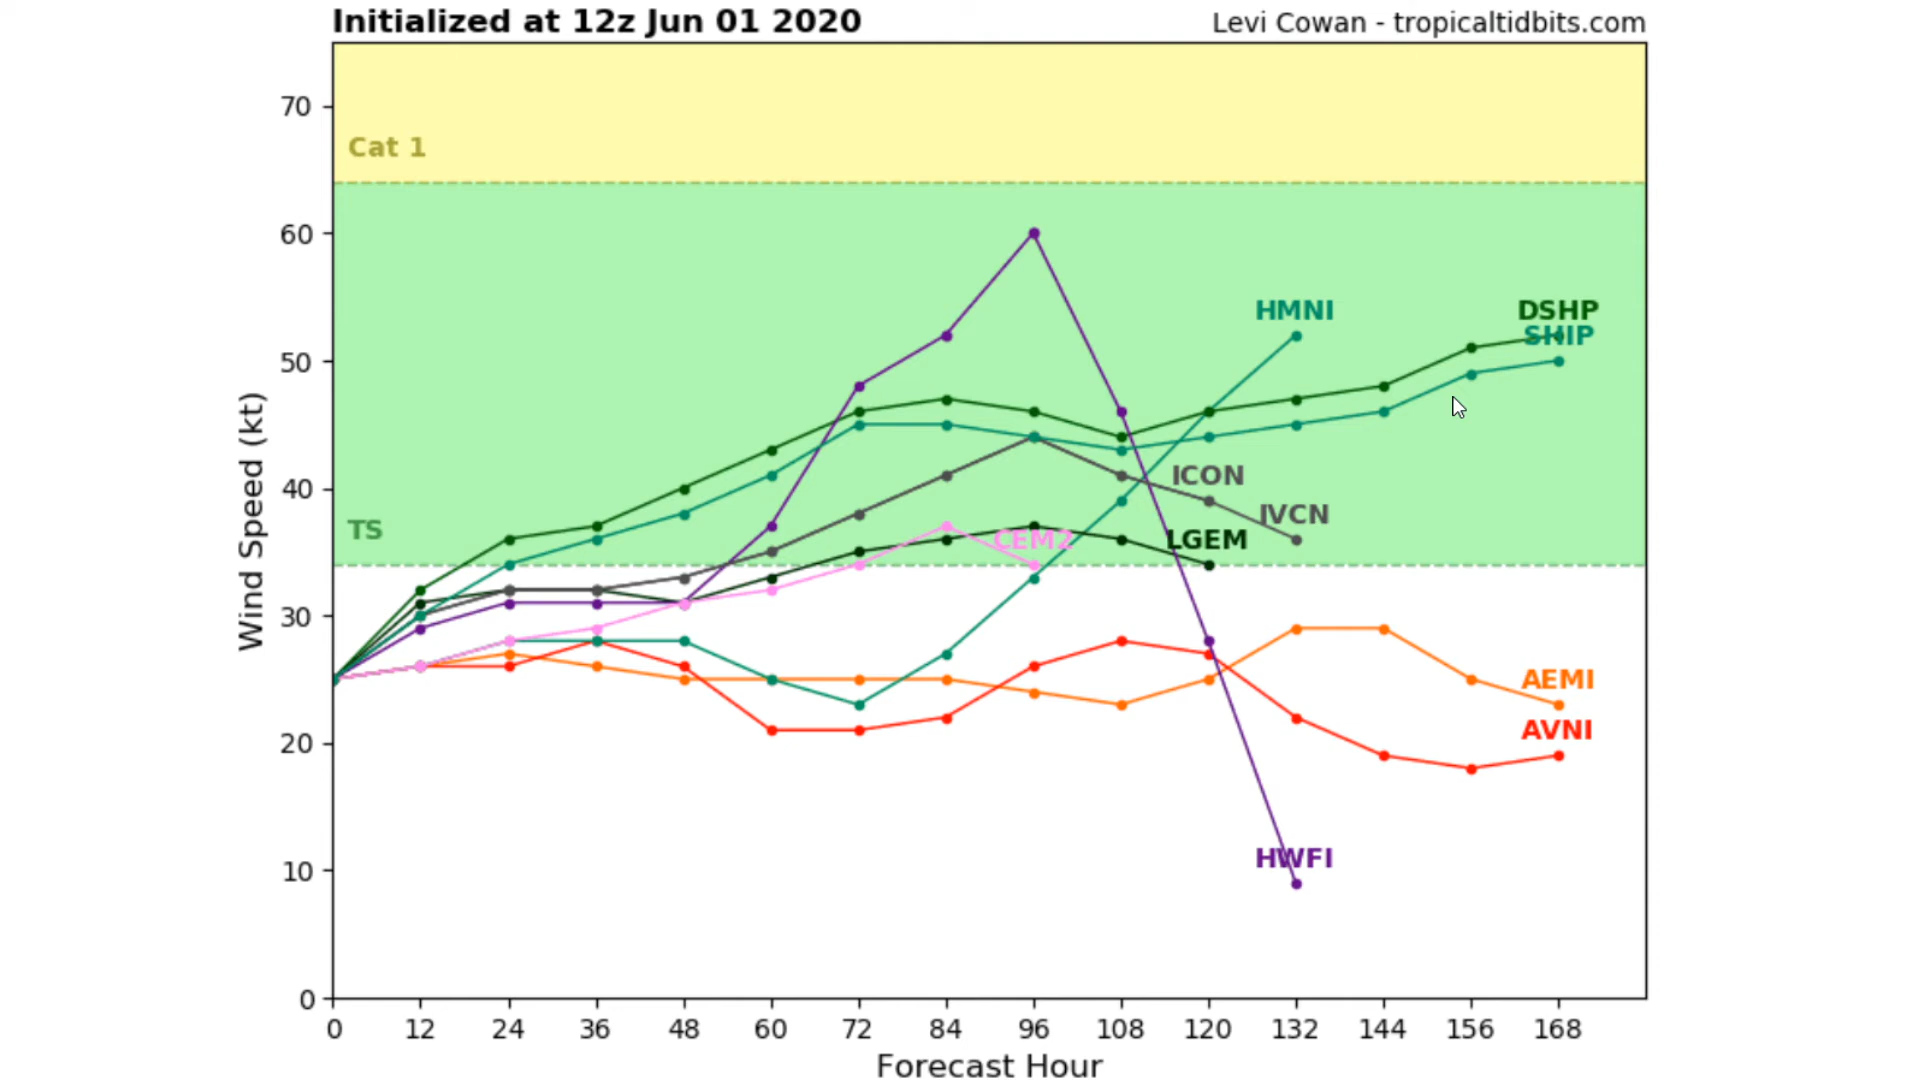 Initialized at 12z Jun 01 2020
Levi Cowan - tropicaltidbits.com
70
Cat 1
60
HMNI
DSHP
SHIP
50
ICON
40
IVCN
TS
CEM2
LGEM
30
AEMI
AVNI
20
HWFI
10
0
Wind Speed (kt)
0 12 24 36 48 60 72 84 96 108 120 132 144 156 168
Forecast Hour